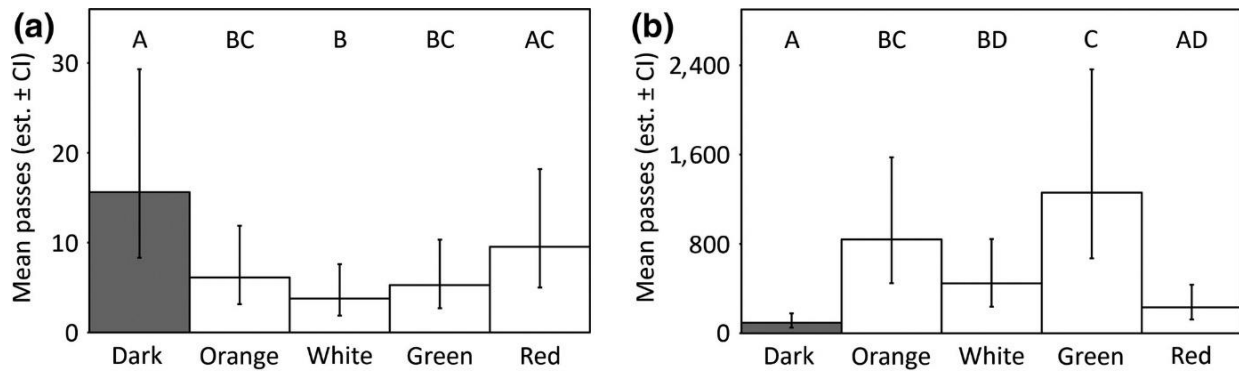 (a)
Mean passes (est. ± CI)
30
20
10
0
A BC B BC AC
Dark Orange White Green Red
(b)
Mean passes (est. ± CI)
2,400
1,600
800
0
A BC BD C AD
Dark Orange White Green Red